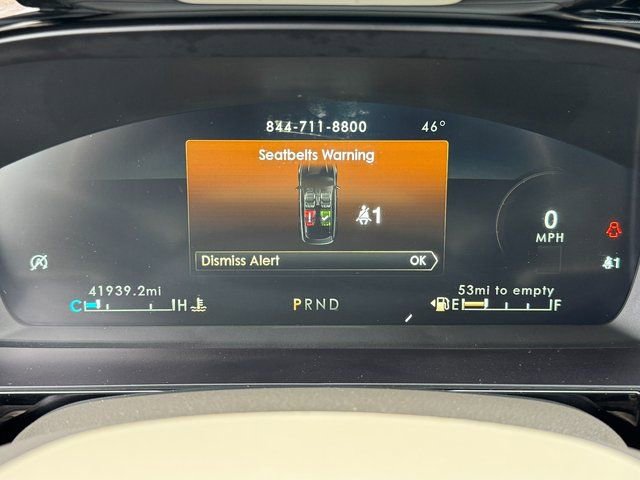 844-711-8800 46°
Seatbelts Warning
1
Dismiss Alert OK
0
MPH
1
41939.2mi
53mi to empty
C H
PRND
E F